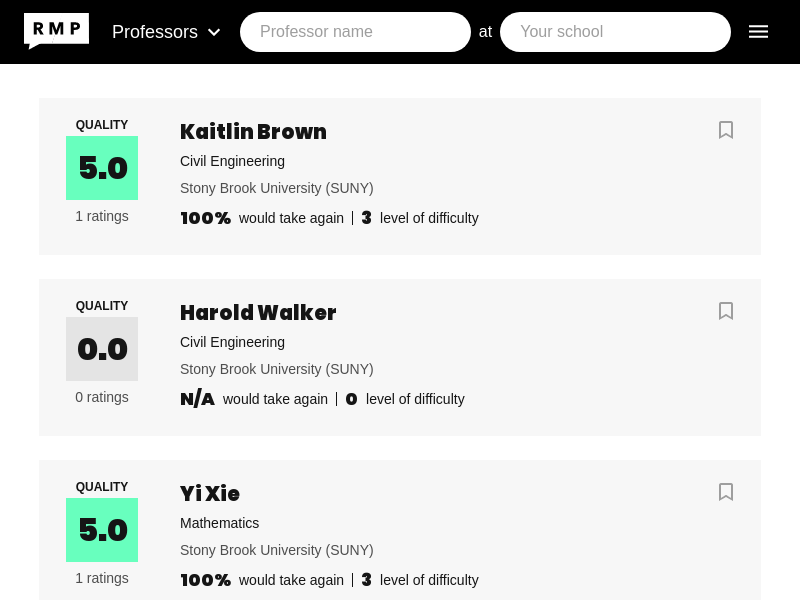 RMP Professors Professor name at Your school
QUALITY
5.0
1 ratings
Kaitlin Brown
Civil Engineering
Stony Brook University (SUNY)
100% would take again 3 level of difficulty
QUALITY
0.0
0 ratings
Harold Walker
Civil Engineering
Stony Brook University (SUNY)
N/A would take again 0 level of difficulty
QUALITY
5.0
1 ratings
Yi Xie
Mathematics
Stony Brook University (SUNY)
100% would take again 3 level of difficulty